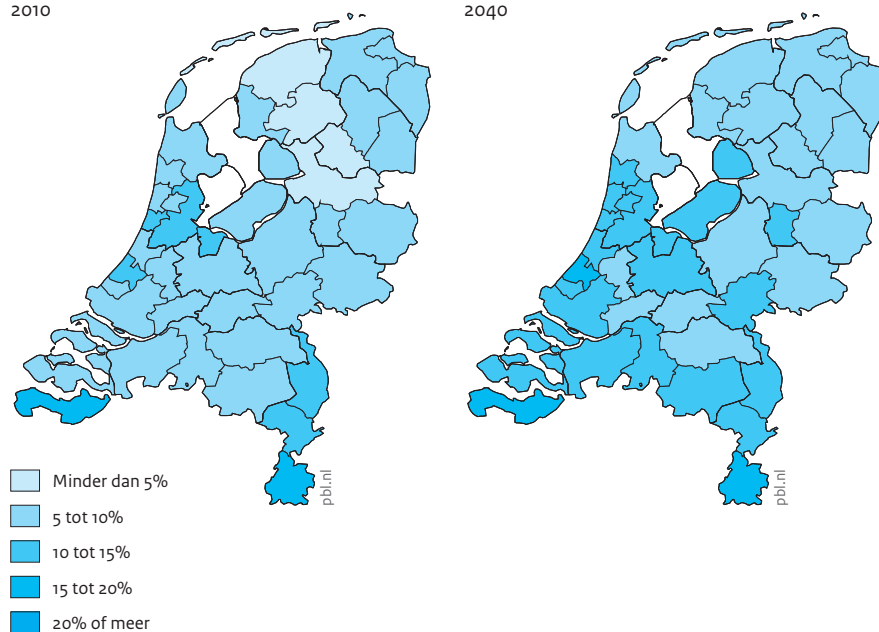 2010
2040
pbl.nl
pbl.nl
Minder dan 5%
5 tot 10%
10 tot 15%
15 tot 20%
20% of meer